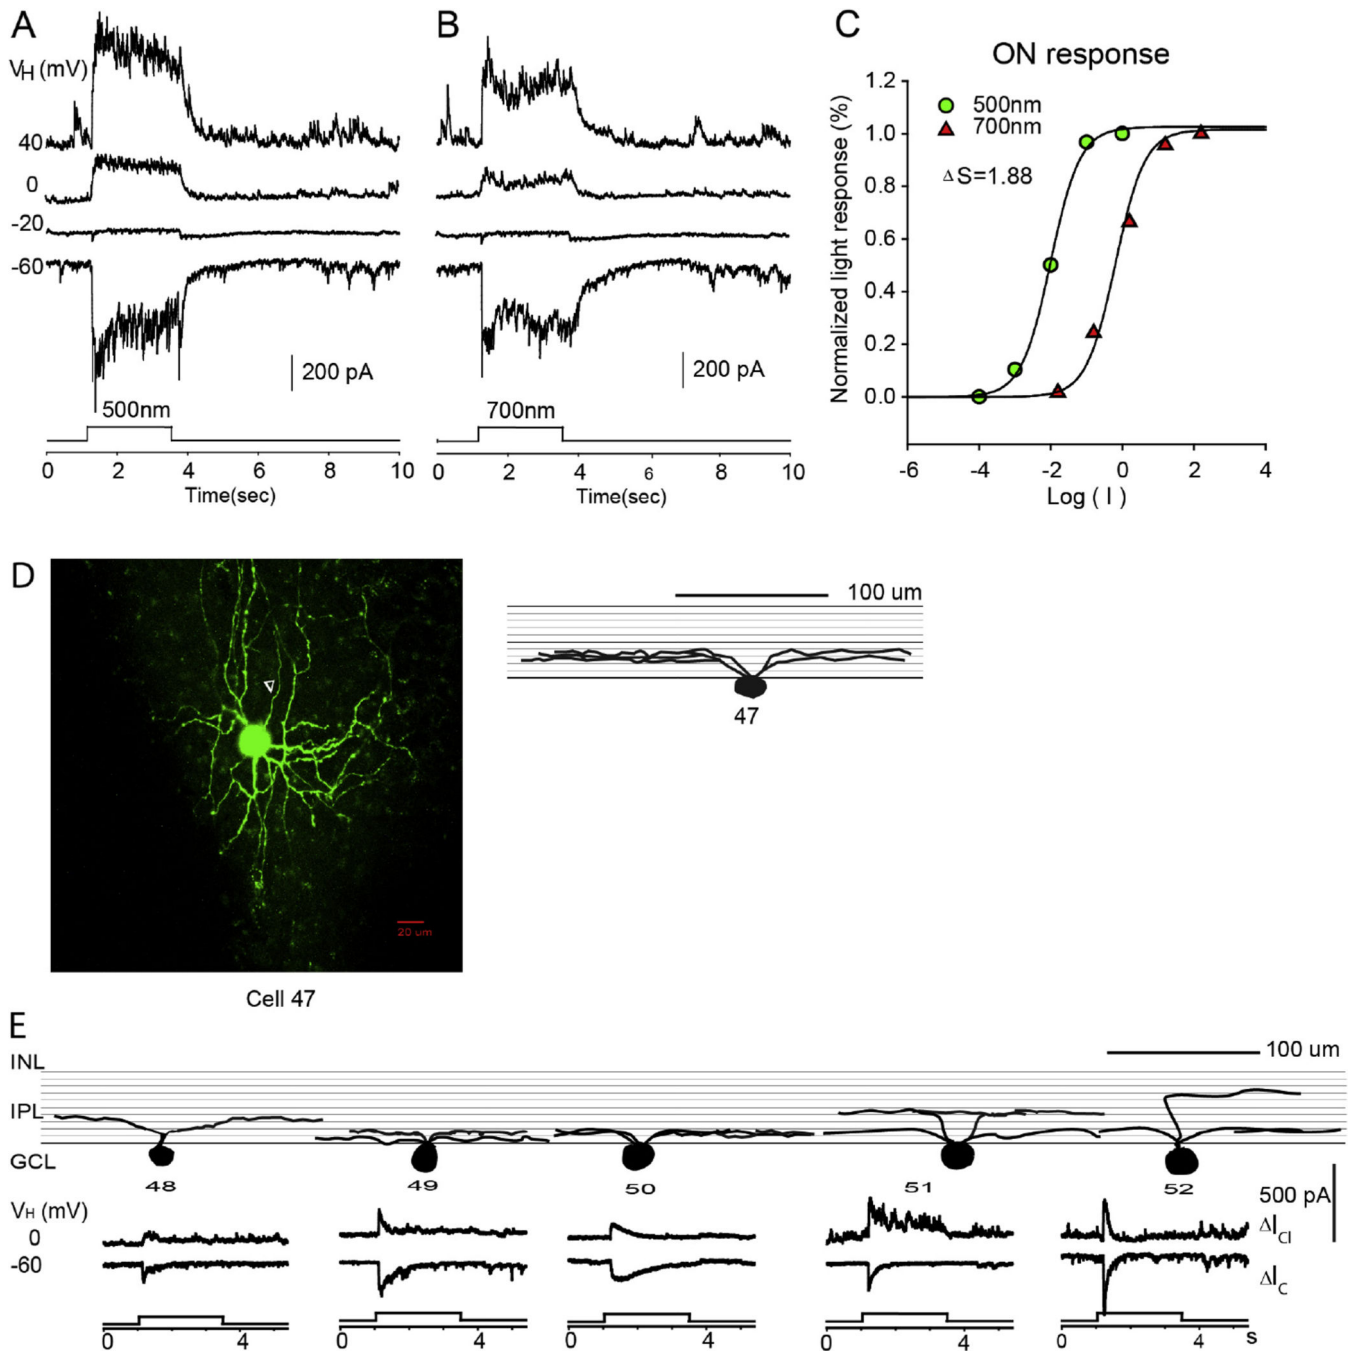 A
B
C
V_H (mV)
40
0
-20
-60
200 pA
200 pA
500nm
700nm
0 2 4 6 8 10
Time(sec)
0 2 4 6 8 10
Time(sec)
ON response
Normalized light response (%)
1.2
1.0
0.8
0.6
0.4
0.2
0.0
500nm
700nm
ΔS=1.88
-6 -4 -2 0 2 4
Log ( I )
D
20 um
Cell 47
100 um
47
E
INL
IPL
GCL
100 um
48 49 50 51 52
V_H (mV)
0
-60
500 pA
ΔI_Cl
ΔI_C
0 4 0 4 0 4 0 4 0 4 s